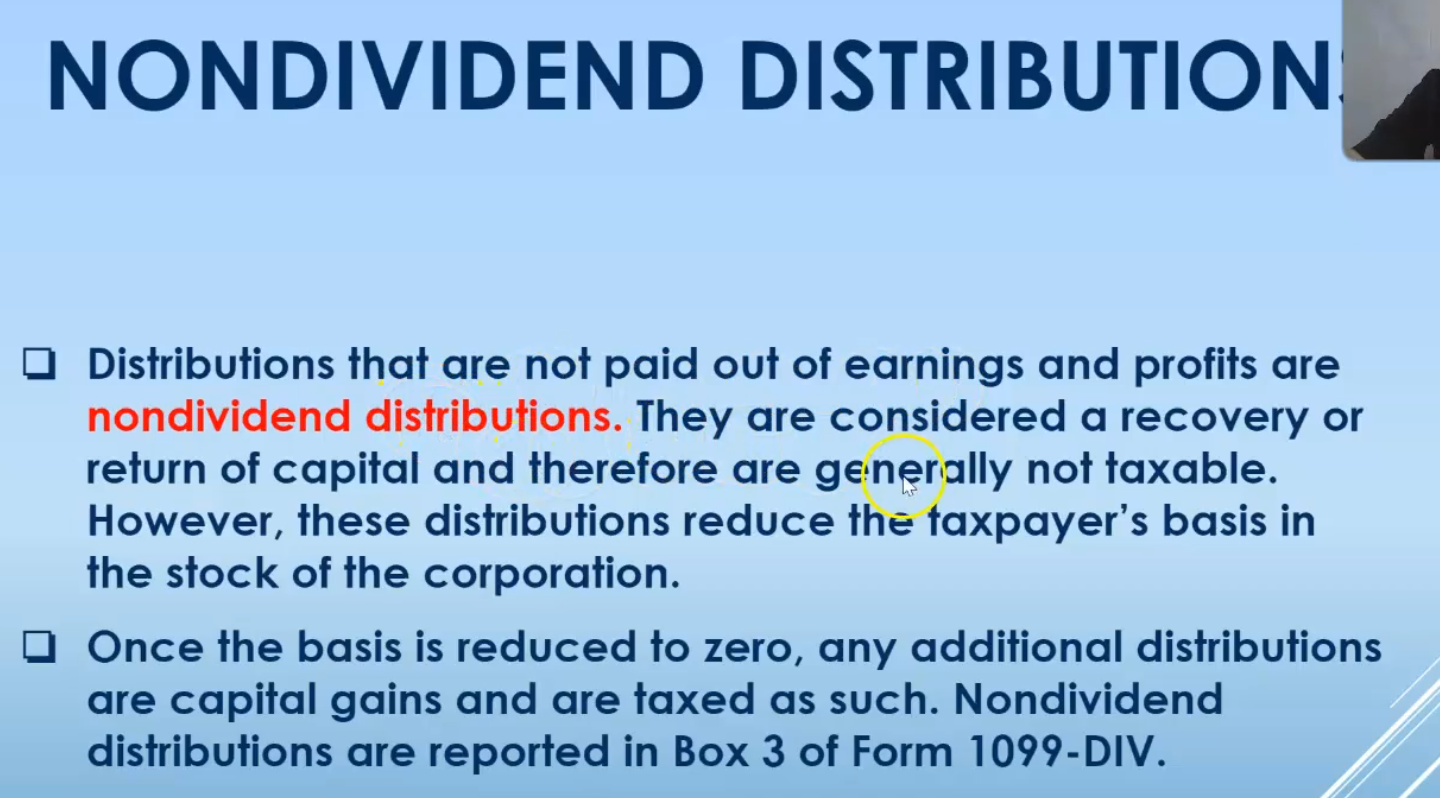 NONDIVIDEND DISTRIBUTIONS
❑ Distributions that are not paid out of earnings and profits are
nondividend distributions. They are considered a recovery or
return of capital and therefore are generally not taxable.
However, these distributions reduce the taxpayer’s basis in
the stock of the corporation.
❑ Once the basis is reduced to zero, any additional distributions
are capital gains and are taxed as such. Nondividend
distributions are reported in Box 3 of Form 1099-DIV.